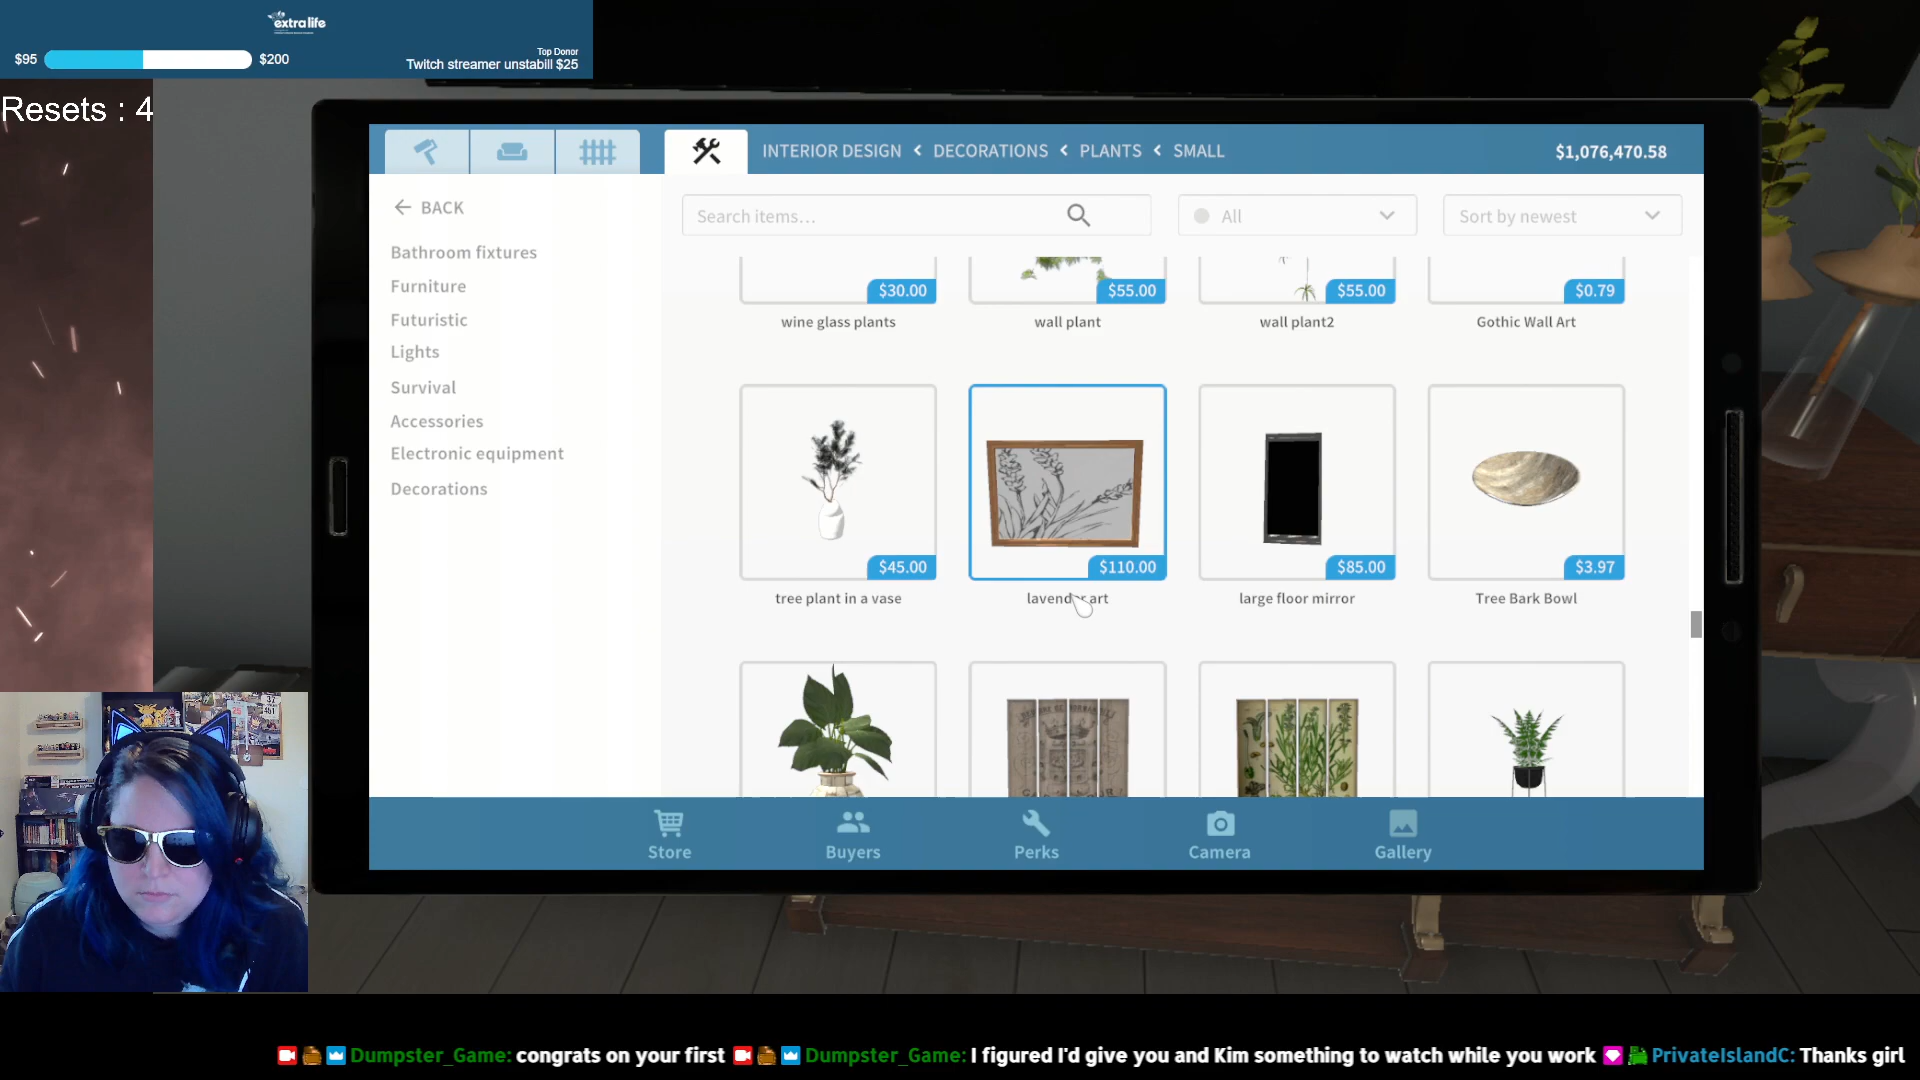 extralife
$95
$200
Top Donor
Twitch streamer unstabill $25
Resets : 4
INTERIOR DESIGN < DECORATIONS < PLANTS < SMALL
$1,076,470.58
BACK
Search items...
All
Sort by newest
Bathroom fixtures
Furniture
Futuristic
Lights
Survival
Accessories
Electronic equipment
Decorations
$30.00
$55.00
$55.00
$0.79
wine glass plants
wall plant
wall plant2
Gothic Wall Art
$45.00
$110.00
$85.00
$3.97
tree plant in a vase
lavender art
large floor mirror
Tree Bark Bowl
Store
Buyers
Perks
Camera
Gallery
Dumpster_Game: congrats on your first Dumpster_Game: I figured I'd give you and Kim something to watch while you work PrivateIslandC: Thanks girl